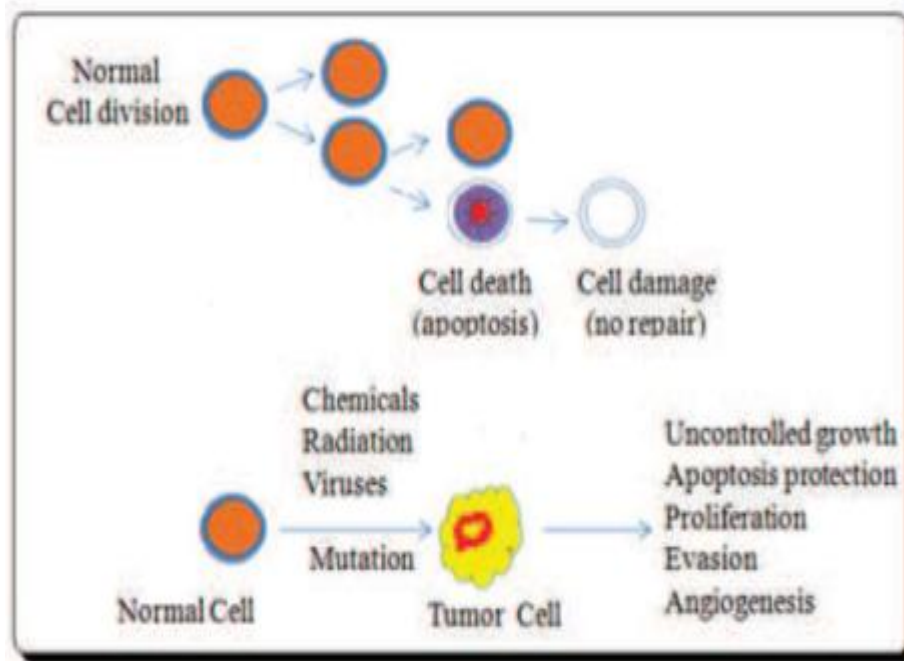 Normal
Cell division
Cell death
(apoptosis)
Cell damage
(no repair)
Chemicals
Radiation
Viruses
Mutation
Normal Cell
Tumor Cell
Uncontrolled growth
Apoptosis protection
Proliferation
Evasion
Angiogenesis